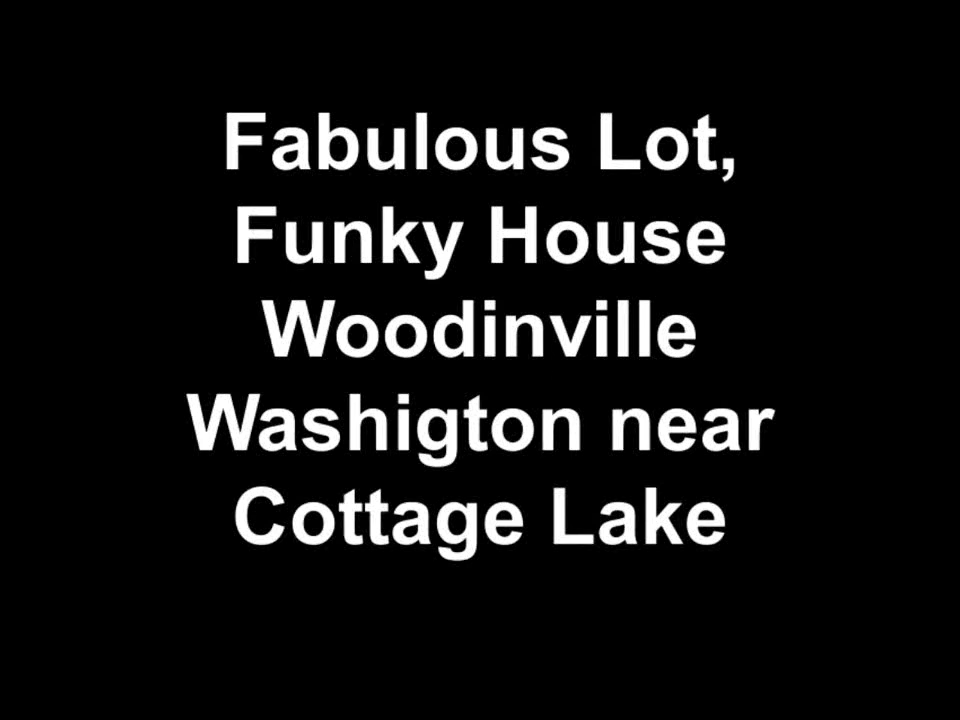 Fabulous Lot,
Funky House
Woodinville
Washigton near
Cottage Lake